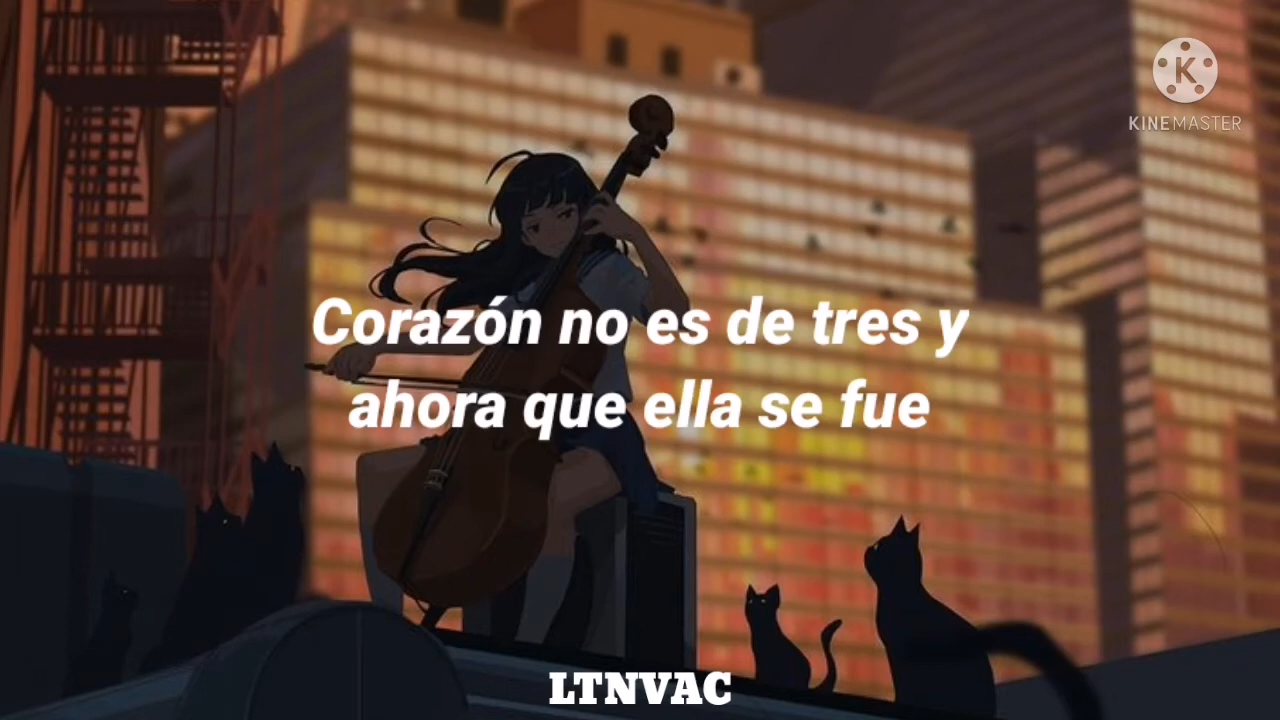 K
KINEMASTER
Corazón no es de tres y
ahora que ella se fue
LTNVAC